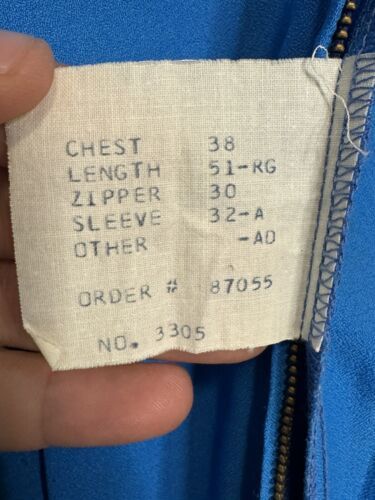 CHEST 38
LENGTH 51-RG
ZIPPER 30
SLEEVE 32-A
OTHER -AD
ORDER # 87055
NO. 3305